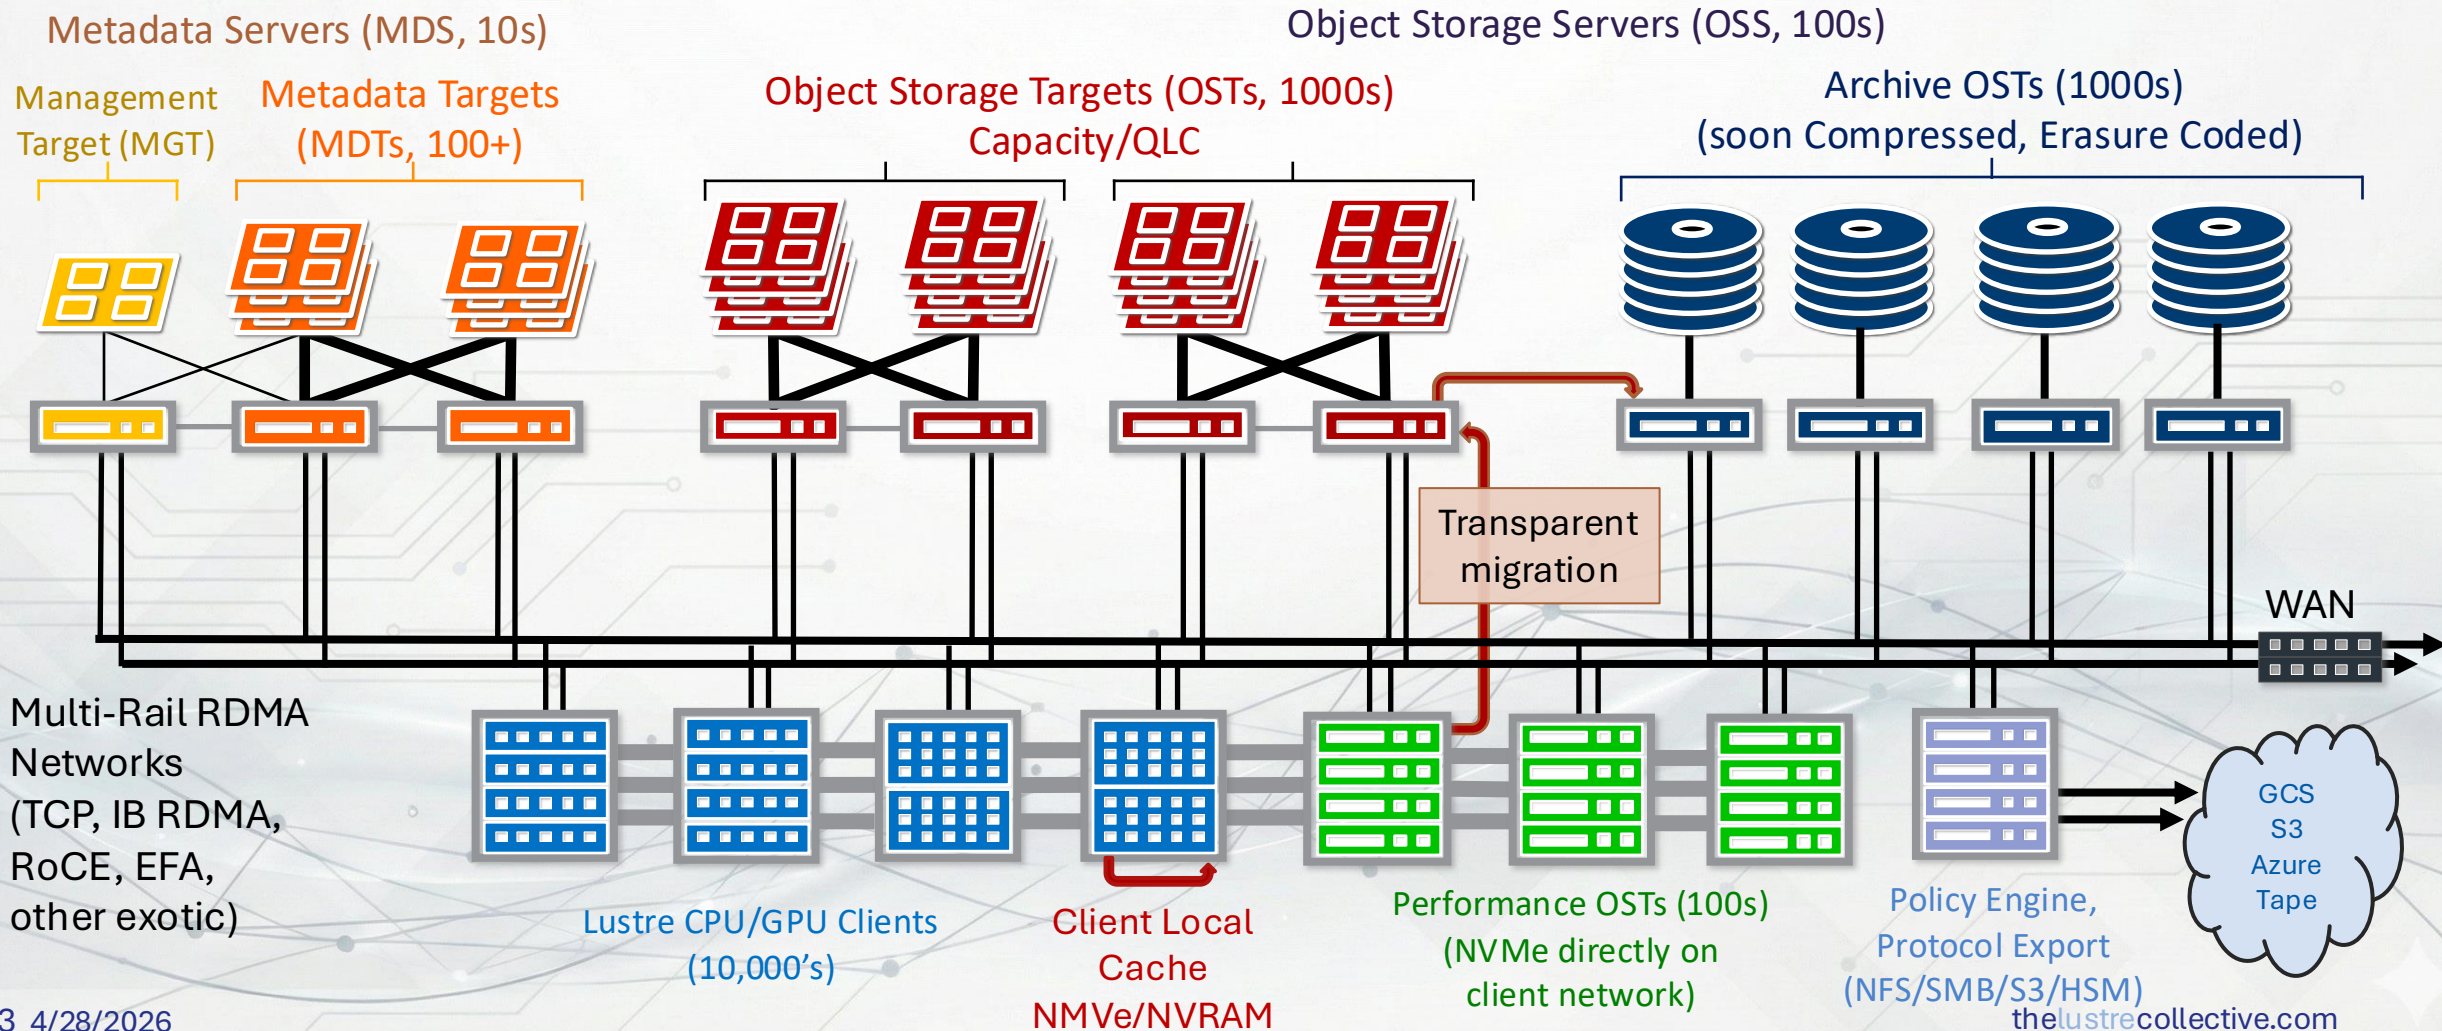 Metadata Servers (MDS, 10s)
Object Storage Servers (OSS, 100s)
Management
Target (MGT)
Metadata Targets
(MDTs, 100+)
Object Storage Targets (OSTs, 1000s)
Capacity/QLC
Archive OSTs (1000s)
(soon Compressed, Erasure Coded)
Transparent
migration
WAN
Multi-Rail RDMA
Networks
(TCP, IB RDMA,
RoCE, EFA,
other exotic)
Lustre CPU/GPU Clients
(10,000's)
Client Local
Cache
NMVe/NVRAM
Performance OSTs (100s)
(NVMe directly on
client network)
Policy Engine,
Protocol Export
(NFS/SMB/S3/HSM)
GCS
S3
Azure
Tape
3 4/28/2026
thelustrecollective.com